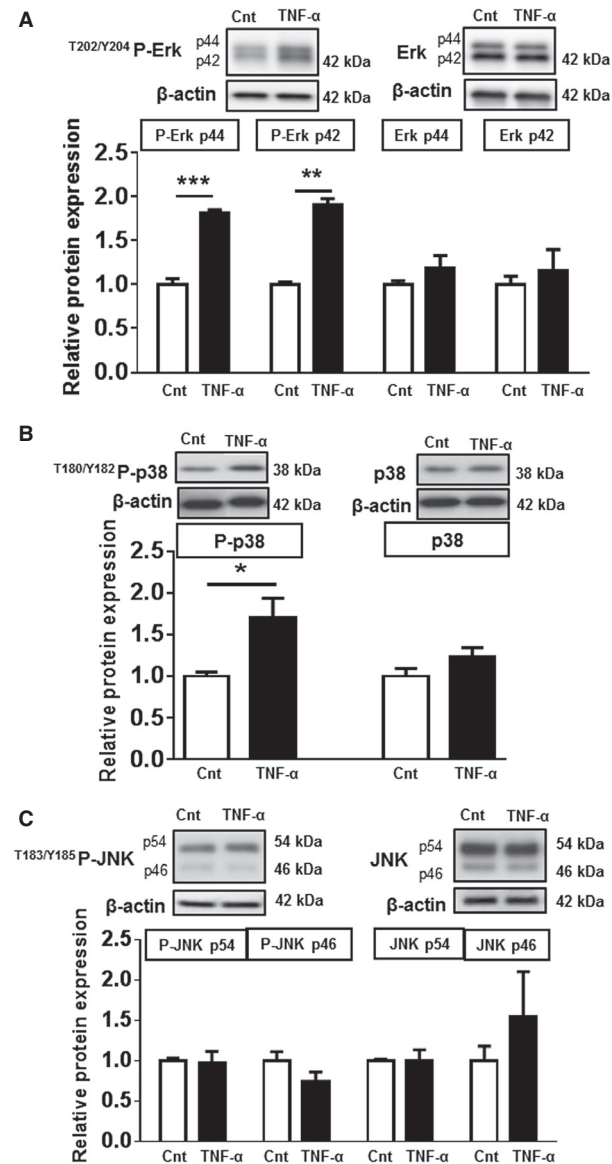 A
Cnt TNF-α
T202/Y204 P-Erk p44
p42
42 kDa
β-actin 42 kDa
Cnt TNF-α
Erk p44
p42
42 kDa
β-actin 42 kDa
P-Erk p44 P-Erk p42 Erk p44 Erk p42
Relative protein expression
2.5
2.0
1.5
1.0
0.5
0.0
*** **
Cnt TNF-α Cnt TNF-α Cnt TNF-α Cnt TNF-α
B
Cnt TNF-α
T180/Y182 P-p38 38 kDa
β-actin 42 kDa
Cnt TNF-α
p38 38 kDa
β-actin 42 kDa
P-p38 p38
Relative protein expression
2.5
2.0
1.5
1.0
0.5
0.0
*
Cnt TNF-α Cnt TNF-α
C
Cnt TNF-α
p54 54 kDa
T183/Y185 P-JNK
p46 46 kDa
β-actin 42 kDa
Cnt TNF-α
p54 54 kDa
JNK
p46 46 kDa
β-actin 42 kDa
P-JNK p54 P-JNK p46 JNK p54 JNK p46
Relative protein expression
2.5
2.0
1.5
1.0
0.5
0.0
Cnt TNF-α Cnt TNF-α Cnt TNF-α Cnt TNF-α